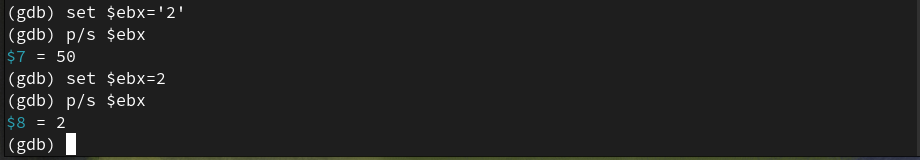 (gdb) set $ebx='2'
(gdb) p/s $ebx
$7 = 50
(gdb) set $ebx=2
(gdb) p/s $ebx
$8 = 2
(gdb)